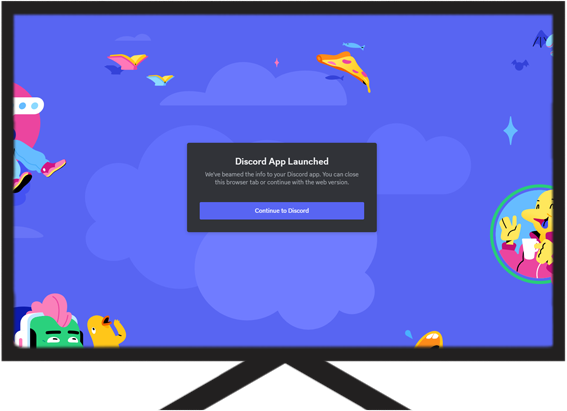 Discord App Launched
We've beamed the info to your Discord app. You can close
this browser tab or continue with the web version.
Continue to Discord